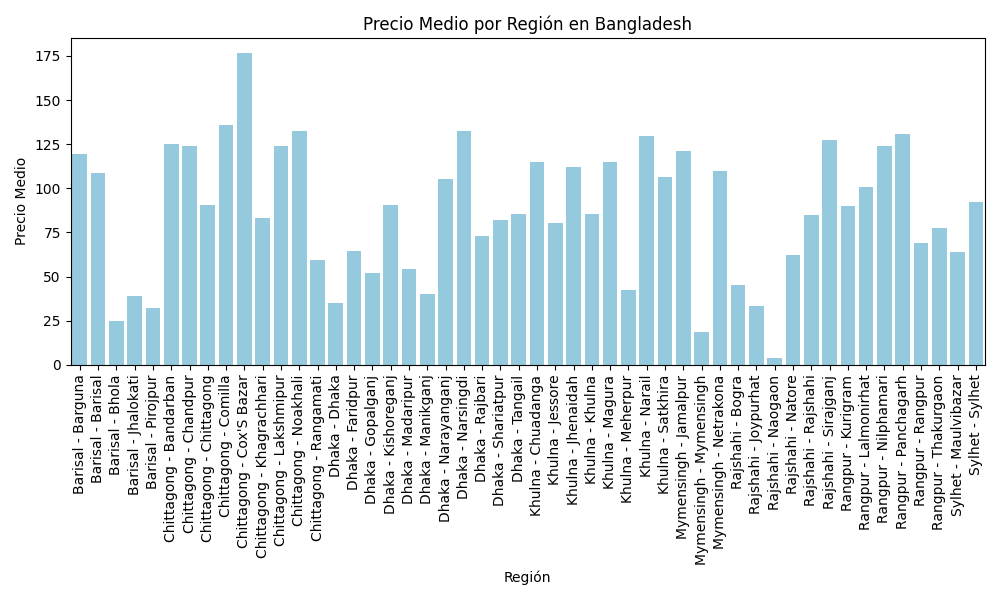 Precio Medio por Región en Bangladesh
Precio Medio
175
150
125
100
75
50
25
0
Barisal - Barguna
Barisal - Barisal
Barisal - Bhola
Barisal - Jhalokati
Barisal - Pirojpur
Chittagong - Bandarban
Chittagong - Chandpur
Chittagong - Chittagong
Chittagong - Comilla
Chittagong - Cox's Bazar
Chittagong - Khagrachhari
Chittagong - Lakshmipur
Chittagong - Noakhali
Chittagong - Rangamati
Dhaka - Dhaka
Dhaka - Faridpur
Dhaka - Gopalganj
Dhaka - Kishoreganj
Dhaka - Madaripur
Dhaka - Manikganj
Dhaka - Narayanganj
Dhaka - Narsingdi
Dhaka - Rajbari
Dhaka - Shariatpur
Dhaka - Tangail
Khulna - Chuadanga
Khulna - Jessore
Khulna - Jhenaidah
Khulna - Khulna
Khulna - Magura
Khulna - Meherpur
Khulna - Narail
Khulna - Satkhira
Mymensingh - Jamalpur
Mymensingh - Mymensingh
Mymensingh - Netrakona
Rajshahi - Bogra
Rajshahi - Joypurhat
Rajshahi - Naogaon
Rajshahi - Natore
Rajshahi - Rajshahi
Rajshahi - Sirajganj
Rangpur - Kurigram
Rangpur - Lalmonirhat
Rangpur - Nilphamari
Rangpur - Panchagarh
Rangpur - Rangpur
Rangpur - Thakurgaon
Sylhet - Maulvibazar
Sylhet - Sylhet
Región